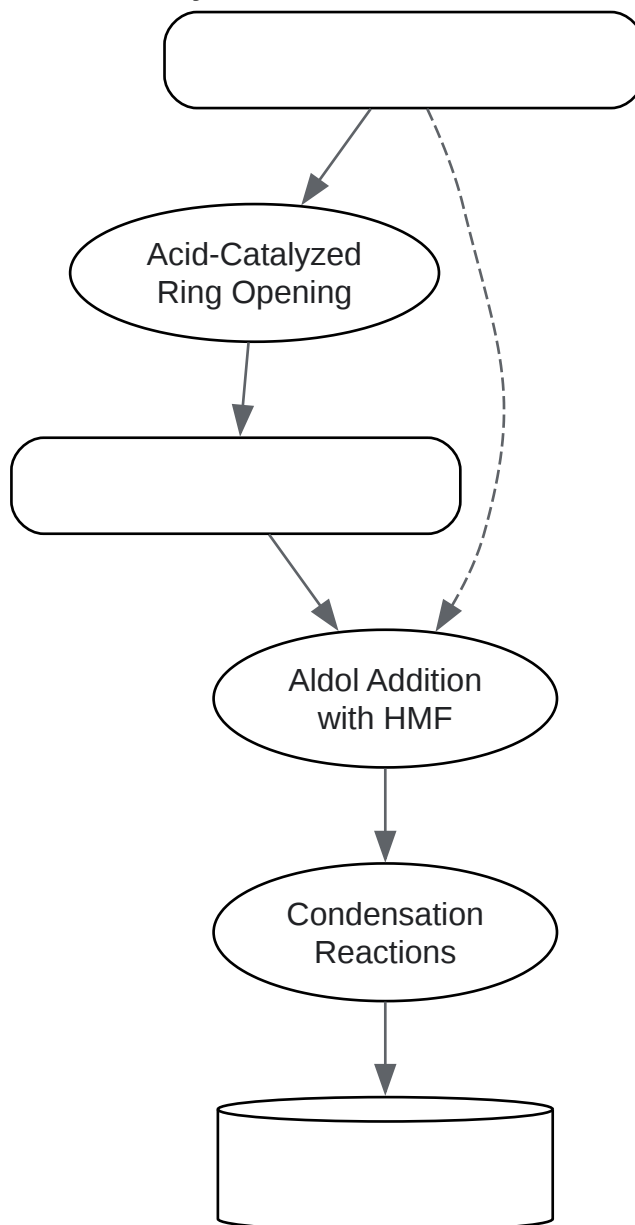 Acid-Catalyzed
Ring Opening
Aldol Addition
with HMF
Condensation
Reactions